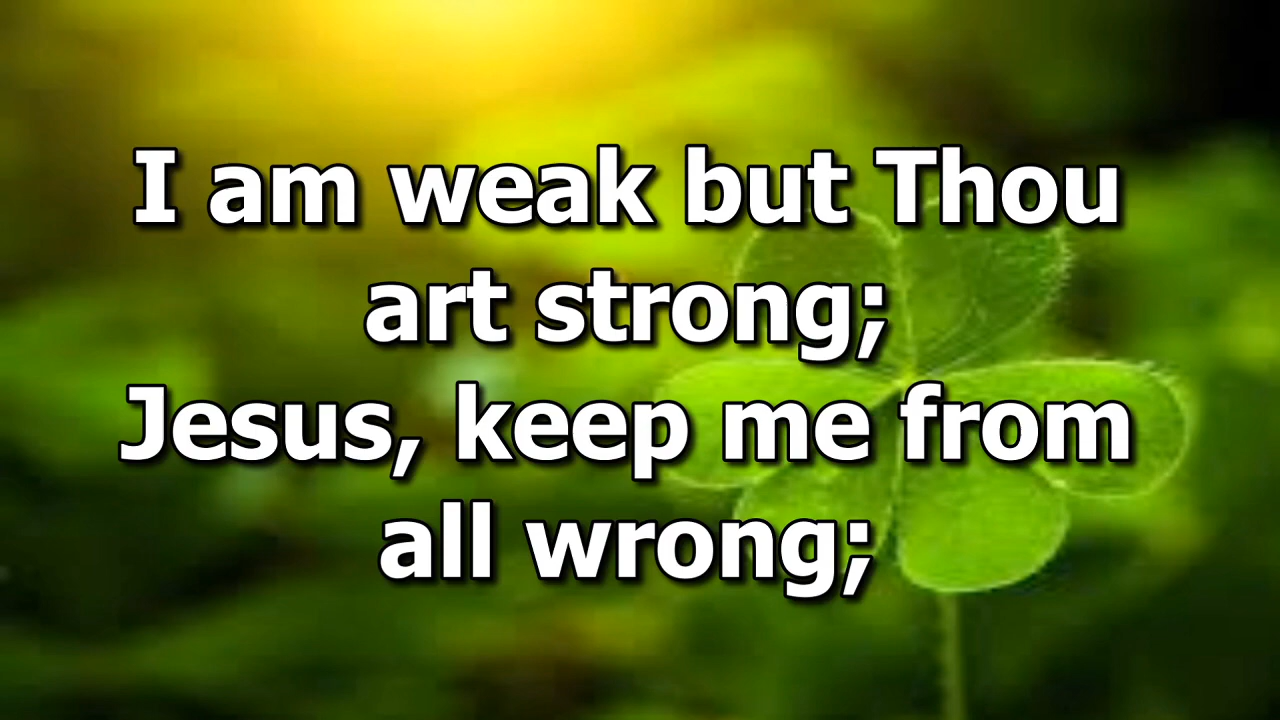 I am weak but Thou
art strong;
Jesus, keep me from
all wrong;